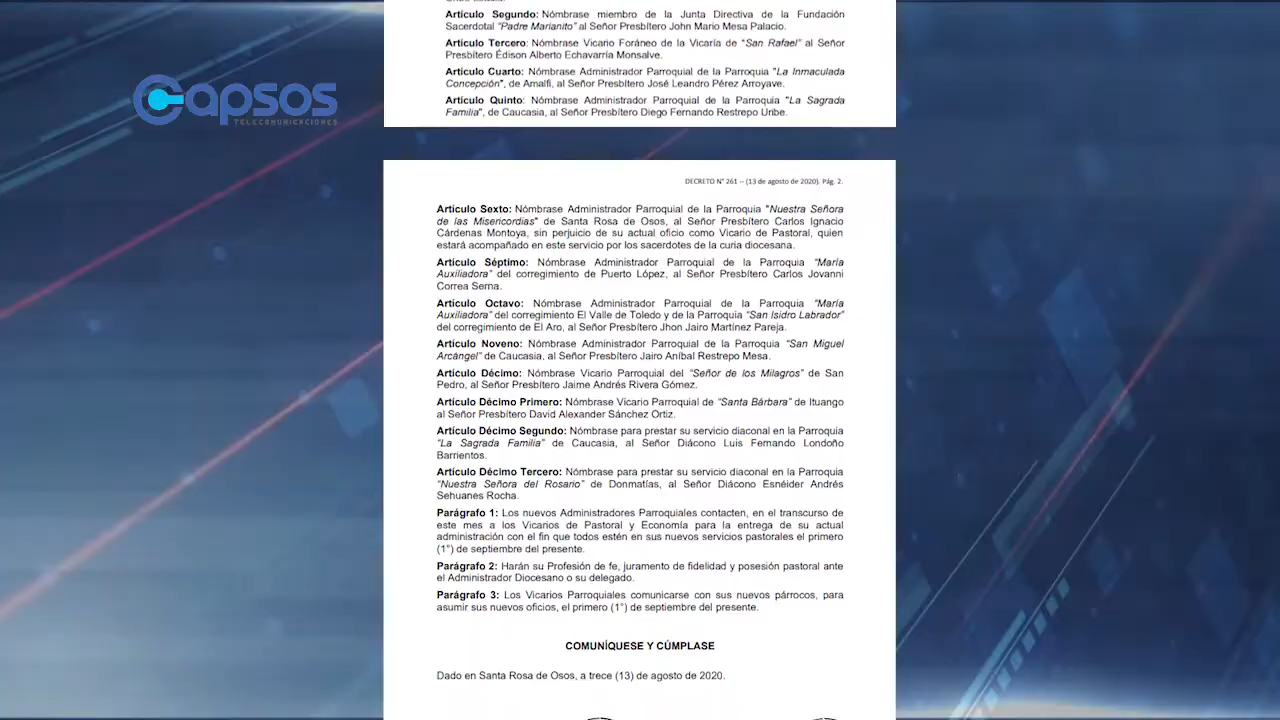 Artículo Segundo: Nómbrase miembro de la Junta Directiva de la Fundación
Sacerdotal “Padre Marianito” al Señor Presbítero John Mario Mesa Palacio.
Artículo Tercero: Nómbrase Vicario Foráneo de la Vicaría de "San Rafael” al Señor
Presbítero Édison Alberto Echavarría Monsalve.
Artículo Cuarto: Nómbrase Administrador Parroquial de la Parroquia "La Inmaculada
Concepción", de Amalfi, al Señor Presbítero José Leandro Pérez Arroyave.
Artículo Quinto: Nómbrase Administrador Parroquial de la Parroquia "La Sagrada
Familia", de Caucasia, al Señor Presbítero Diego Fernando Restrepo Uribe.
Capsos
TELECOMUNICACIONES
DECRETO N° 261 – (13 de agosto de 2020). Pág. 2.
Artículo Sexto: Nómbrase Administrador Parroquial de la Parroquia "Nuestra Señora
de las Misericordias" de Santa Rosa de Osos, al Señor Presbítero Carlos Ignacio
Cárdenas Montoya, sin perjuicio de su actual oficio como Vicario de Pastoral, quien
estará acompañado en este servicio por los sacerdotes de la curia diocesana.
Artículo Séptimo: Nómbrase Administrador Parroquial de la Parroquia “María
Auxiliadora” del corregimiento de Puerto López, al Señor Presbítero Carlos Jovanni
Correa Serna.
Artículo Octavo: Nómbrase Administrador Parroquial de la Parroquia “María
Auxiliadora” del corregimiento El Valle de Toledo y de la Parroquia “San Isidro Labrador”
del corregimiento de El Aro, al Señor Presbítero Jhon Jairo Martínez Pareja.
Artículo Noveno: Nómbrase Administrador Parroquial de la Parroquia “San Miguel
Arcángel” de Caucasia, al Señor Presbítero Jairo Aníbal Restrepo Mesa.
Artículo Décimo: Nómbrase Vicario Parroquial del “Señor de los Milagros” de San
Pedro, al Señor Presbítero Jaime Andrés Rivera Gómez.
Artículo Décimo Primero: Nómbrase Vicario Parroquial de “Santa Bárbara” de Ituango
al Señor Presbítero David Alexander Sánchez Ortiz.
Artículo Décimo Segundo: Nómbrase para prestar su servicio diaconal en la Parroquia
“La Sagrada Familia” de Caucasia, al Señor Diácono Luis Fernando Londoño
Barrientos.
Artículo Décimo Tercero: Nómbrase para prestar su servicio diaconal en la Parroquia
“Nuestra Señora del Rosario” de Donmatías, al Señor Diácono Esnéider Andrés
Sehuanes Rocha.
Parágrafo 1: Los nuevos Administradores Parroquiales contacten, en el transcurso de
este mes a los Vicarios de Pastoral y Economía para la entrega de su actual
administración con el fin que todos estén en sus nuevos servicios pastorales el primero
(1°) de septiembre del presente.
Parágrafo 2: Harán su Profesión de fe, juramento de fidelidad y posesión pastoral ante
el Administrador Diocesano o su delegado.
Parágrafo 3: Los Vicarios Parroquiales comunicarse con sus nuevos párrocos, para
asumir sus nuevos oficios, el primero (1°) de septiembre del presente.
COMUNÍQUESE Y CÚMPLASE
Dado en Santa Rosa de Osos, a trece (13) de agosto de 2020.